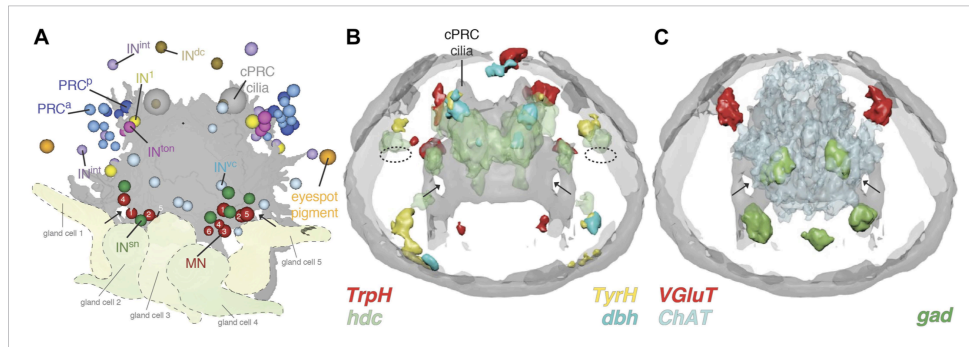 A
IN^int
IN^dc
PRC^p
IN^1
cPRC
cilia
PRC^a
IN^ton
IN^int
IN^vc
eyespot
pigment
4
1
2
5
1
2
5
4
6
3
gland cell 1
IN^sn
MN
gland cell 5
gland cell 2
gland cell 3
gland cell 4
B
cPRC
cilia
TrpH
TyrH
hdc
dbh
C
VGluT
ChAT
gad